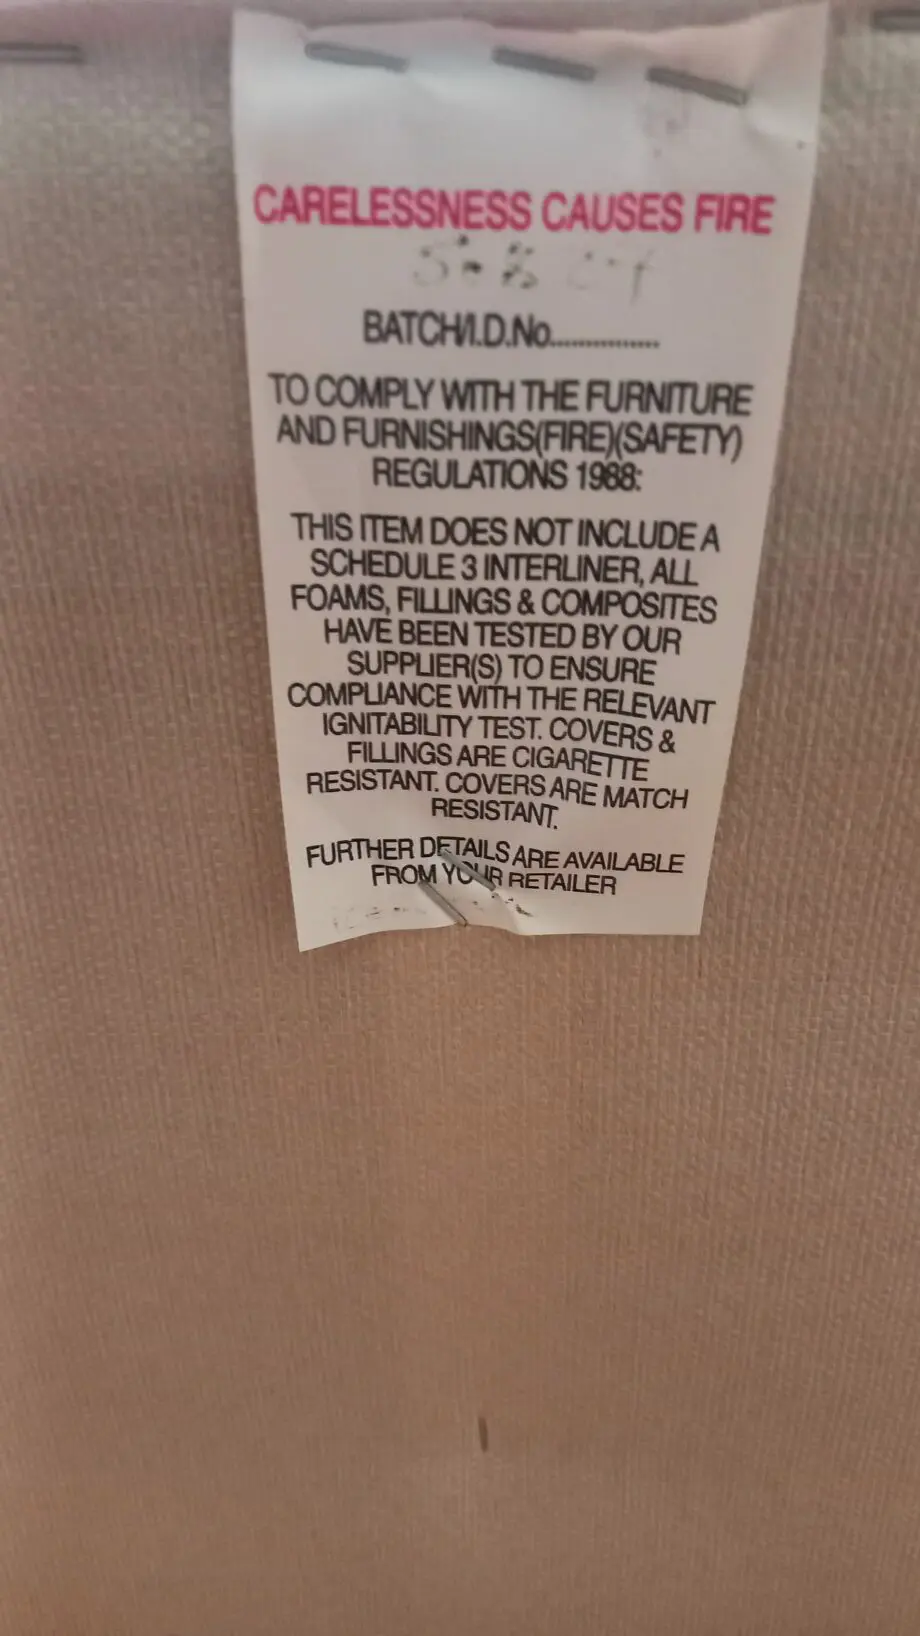 CARELESSNESS CAUSES FIRE
BATCH/I.D.No...............
TO COMPLY WITH THE FURNITURE
AND FURNISHINGS(FIRE)(SAFETY)
REGULATIONS 1988:
THIS ITEM DOES NOT INCLUDE A
SCHEDULE 3 INTERLINER, ALL
FOAMS, FILLINGS & COMPOSITES
HAVE BEEN TESTED BY OUR
SUPPLIER(S) TO ENSURE
COMPLIANCE WITH THE RELEVANT
IGNITABILITY TEST. COVERS &
FILLINGS ARE CIGARETTE
RESISTANT. COVERS ARE MATCH
RESISTANT.
FURTHER DETAILS ARE AVAILABLE
FROM YOUR RETAILER